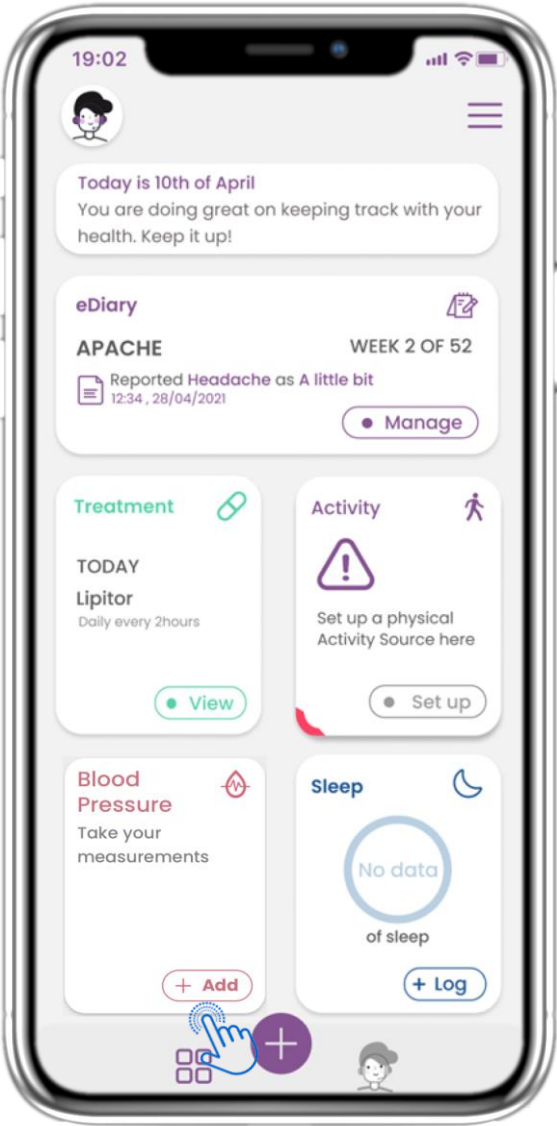 19:02
Today is 10th of April
You are doing great on keeping track with your
health. Keep it up!
eDiary
APACHE
WEEK 2 OF 52
Reported Headache as A little bit
12:34 , 28/04/2021
Manage
Treatment
TODAY
Lipitor
Daily every 2hours
View
Activity
Set up a physical
Activity Source here
Set up
Blood
Pressure
Take your
measurements
+ Add
Sleep
No data
of sleep
+ Log